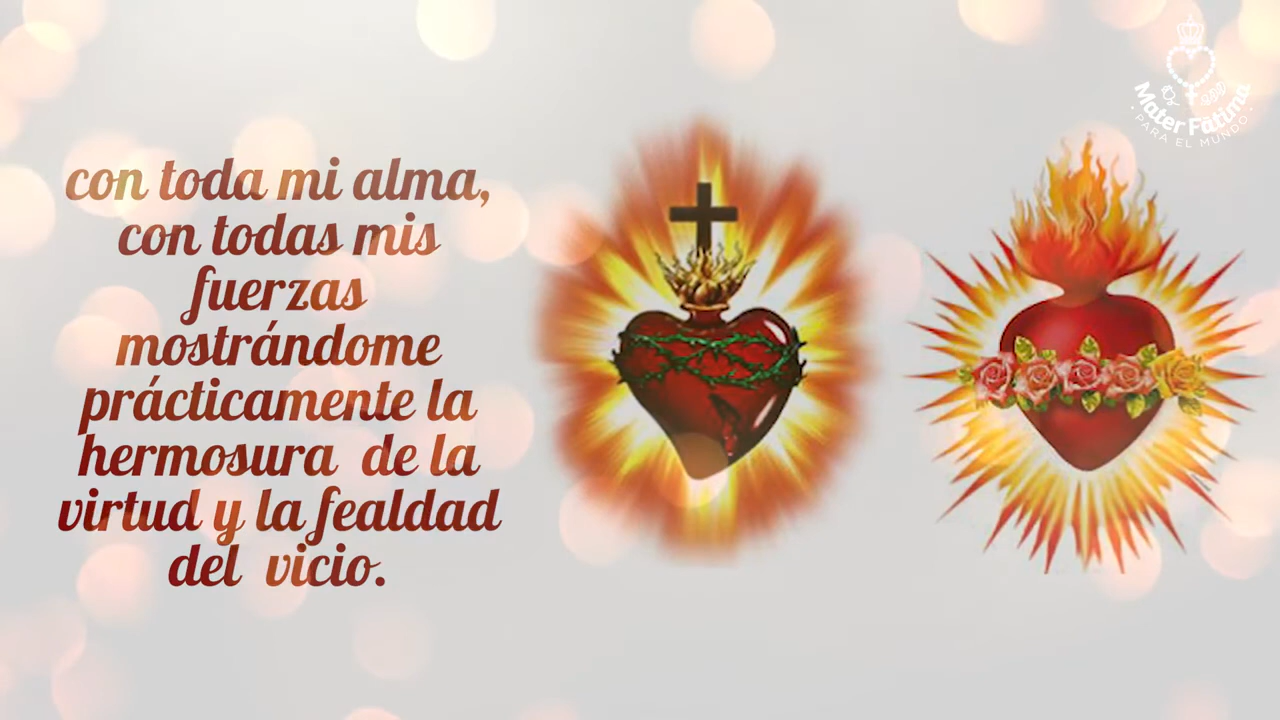 con toda mi alma,
con todas mis
fuerzas
mostrándome
prácticamente la
hermosura de la
virtud y la fealdad
del vicio.
Mater Fátima
· PARA EL MUNDO ·